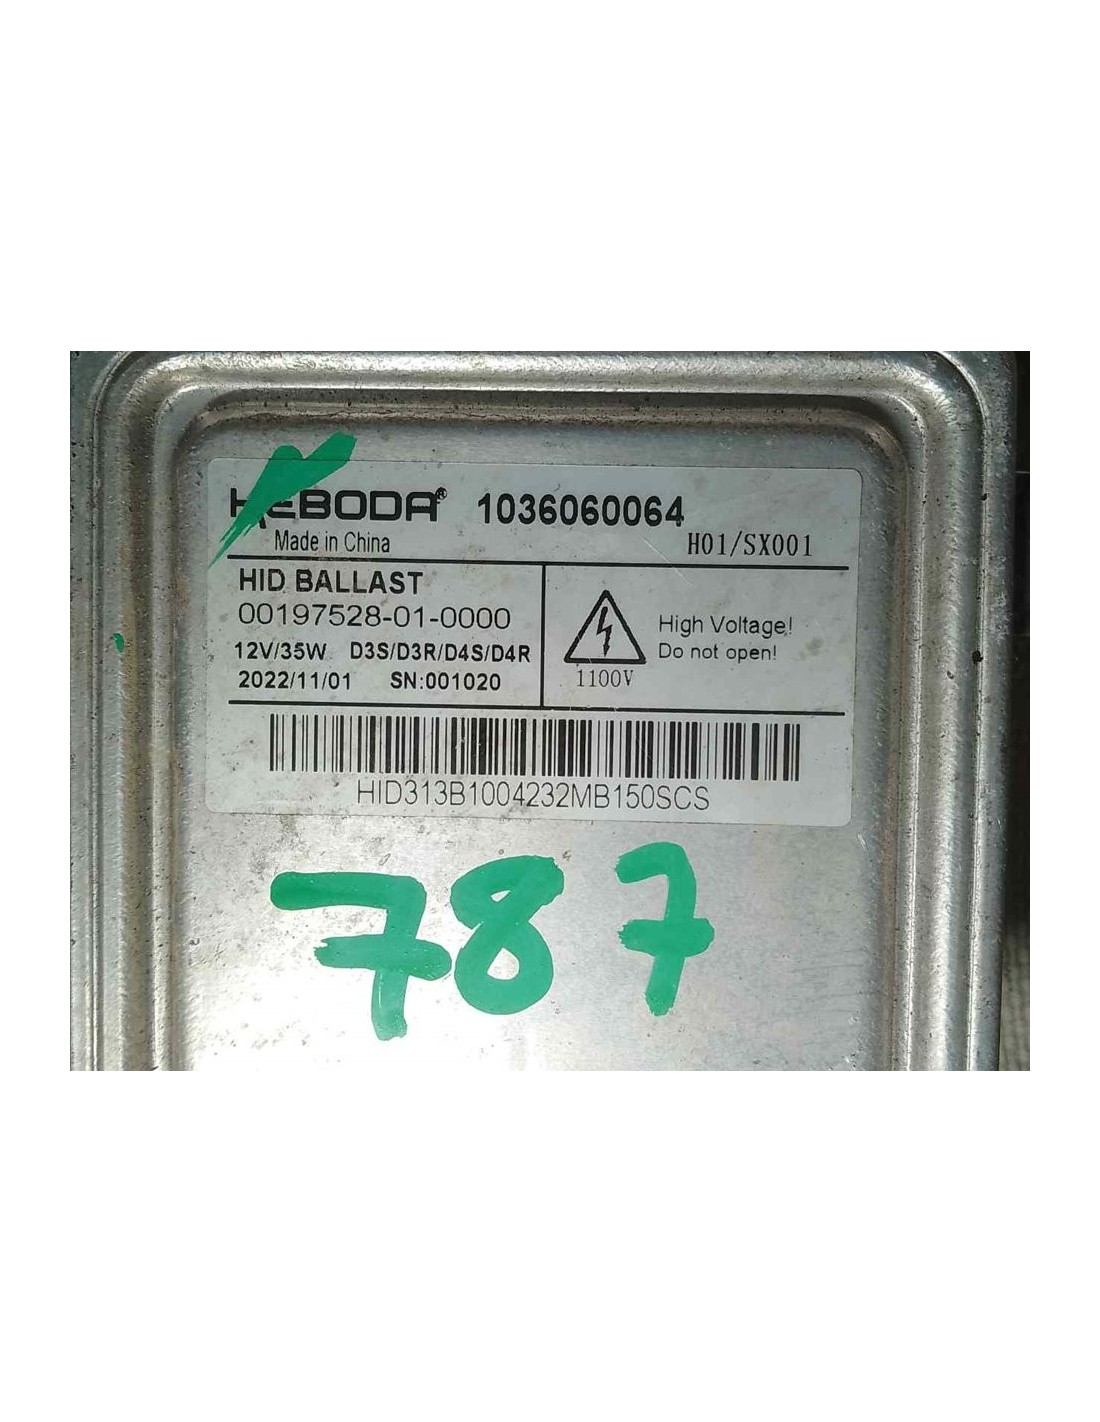 KEBODA® 1036060064
Made in China H01/SX001
HID BALLAST
00197528-01-0000
12V/35W D3S/D3R/D4S/D4R
2022/11/01 SN:001020
High Voltage!
Do not open!
1100V
HID313B1004232MB150SCS
787